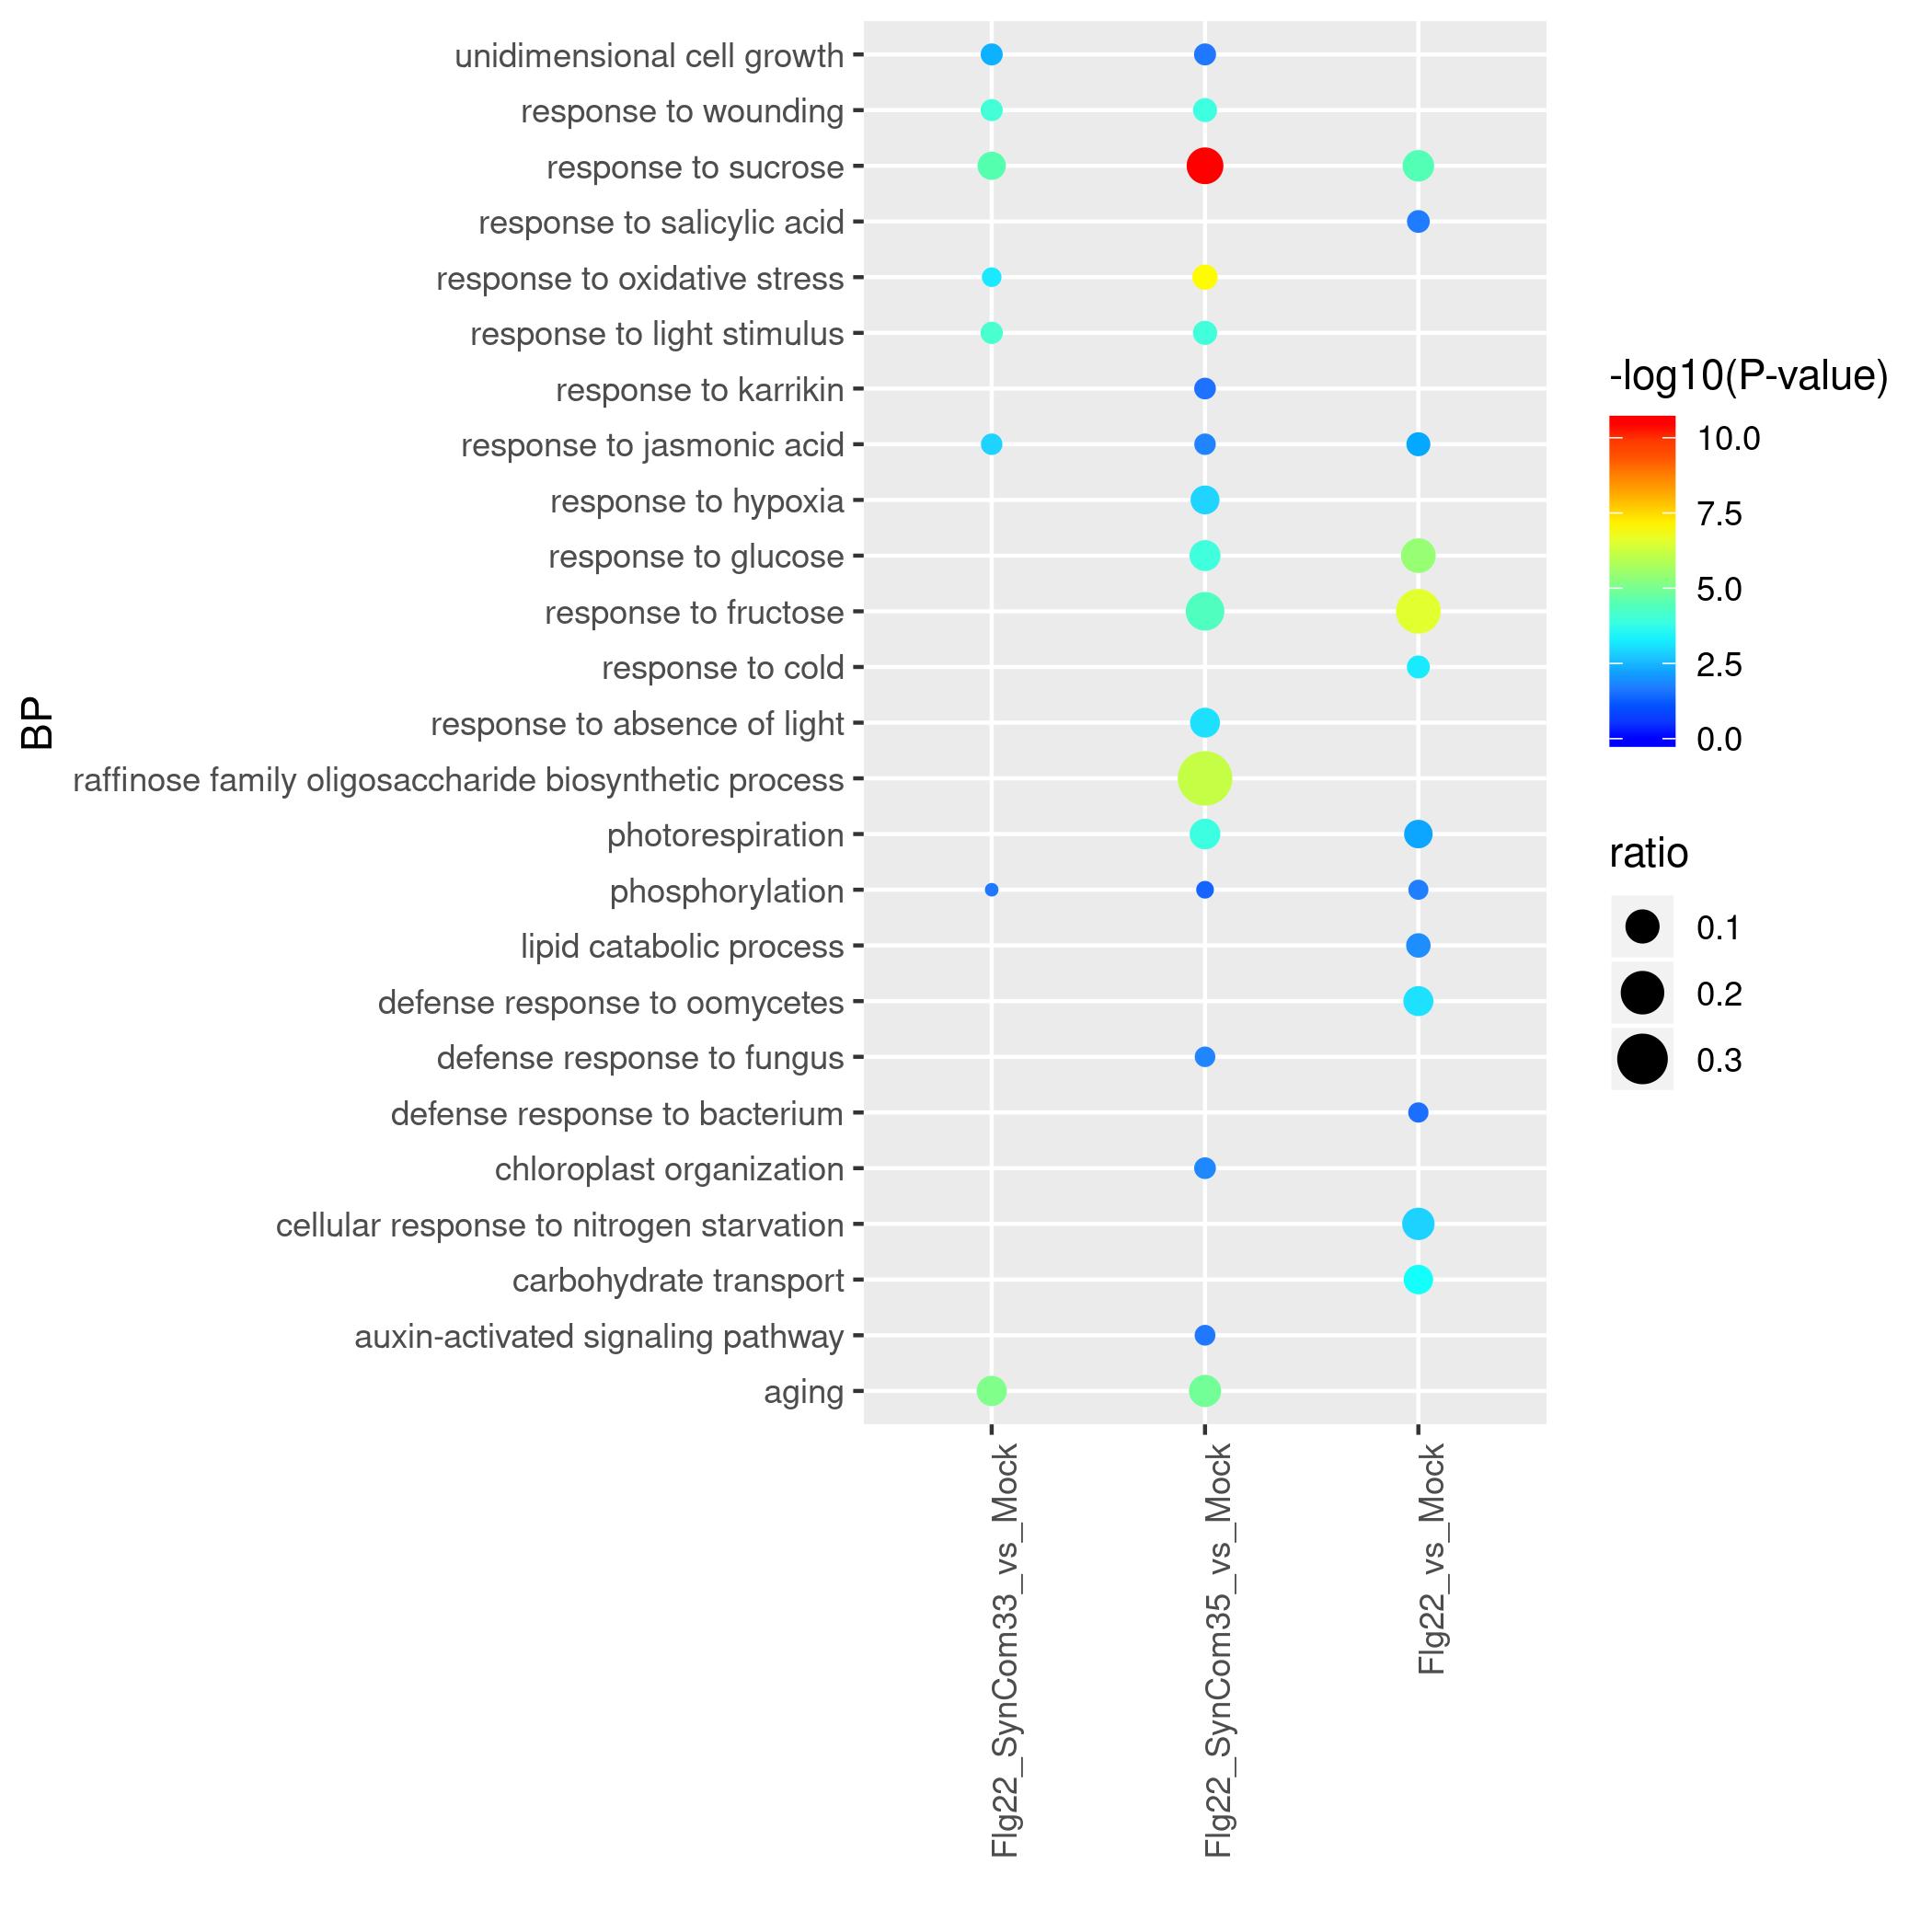 unidimensional cell growth
response to wounding
response to sucrose
response to salicylic acid
response to oxidative stress
response to light stimulus
response to karrikin
response to jasmonic acid
response to hypoxia
response to glucose
response to fructose
response to cold
response to absence of light
raffinose family oligosaccharide biosynthetic process
photorespiration
phosphorylation
lipid catabolic process
defense response to oomycetes
defense response to fungus
defense response to bacterium
chloroplast organization
cellular response to nitrogen starvation
carbohydrate transport
auxin-activated signaling pathway
aging
BP
Flg22_SynCom33_vs_Mock
Flg22_SynCom35_vs_Mock
Flg22_vs_Mock
-log10(P-value)
10.0
7.5
5.0
2.5
0.0
ratio
0.1
0.2
0.3